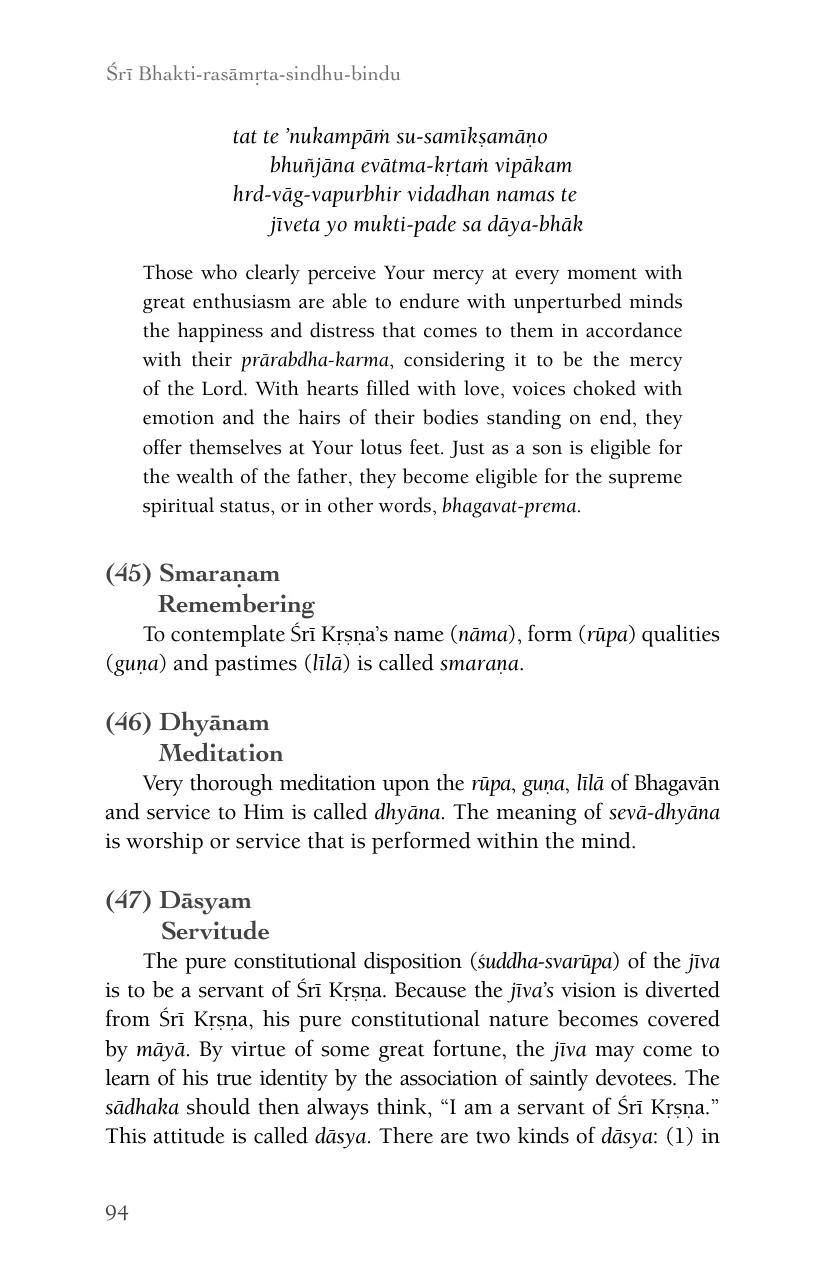 Śrī Bhakti-rasāmṛta-sindhu-bindu
tat te ’nukampāṁ su-samīkṣamāṇo
bhuñjāna evātma-kṛtaṁ vipākam
hrd-vāg-vapurbhir vidadhan namas te
jīveta yo mukti-pade sa dāya-bhāk
Those who clearly perceive Your mercy at every moment with
great enthusiasm are able to endure with unperturbed minds
the happiness and distress that comes to them in accordance
with their prārabdha-karma, considering it to be the mercy
of the Lord. With hearts filled with love, voices choked with
emotion and the hairs of their bodies standing on end, they
offer themselves at Your lotus feet. Just as a son is eligible for
the wealth of the father, they become eligible for the supreme
spiritual status, or in other words, bhagavat-prema.
(45) Smaraṇam
Remembering
To contemplate Śrī Kṛṣṇa’s name (nāma), form (rūpa) qualities
(guṇa) and pastimes (līlā) is called smaraṇa.
(46) Dhyānam
Meditation
Very thorough meditation upon the rūpa, guṇa, līlā of Bhagavān
and service to Him is called dhyāna. The meaning of sevā-dhyāna
is worship or service that is performed within the mind.
(47) Dāsyam
Servitude
The pure constitutional disposition (śuddha-svarūpa) of the jīva
is to be a servant of Śrī Kṛṣṇa. Because the jīva’s vision is diverted
from Śrī Kṛṣṇa, his pure constitutional nature becomes covered
by māyā. By virtue of some great fortune, the jīva may come to
learn of his true identity by the association of saintly devotees. The
sādhaka should then always think, “I am a servant of Śrī Kṛṣṇa.”
This attitude is called dāsya. There are two kinds of dāsya: (1) in
94